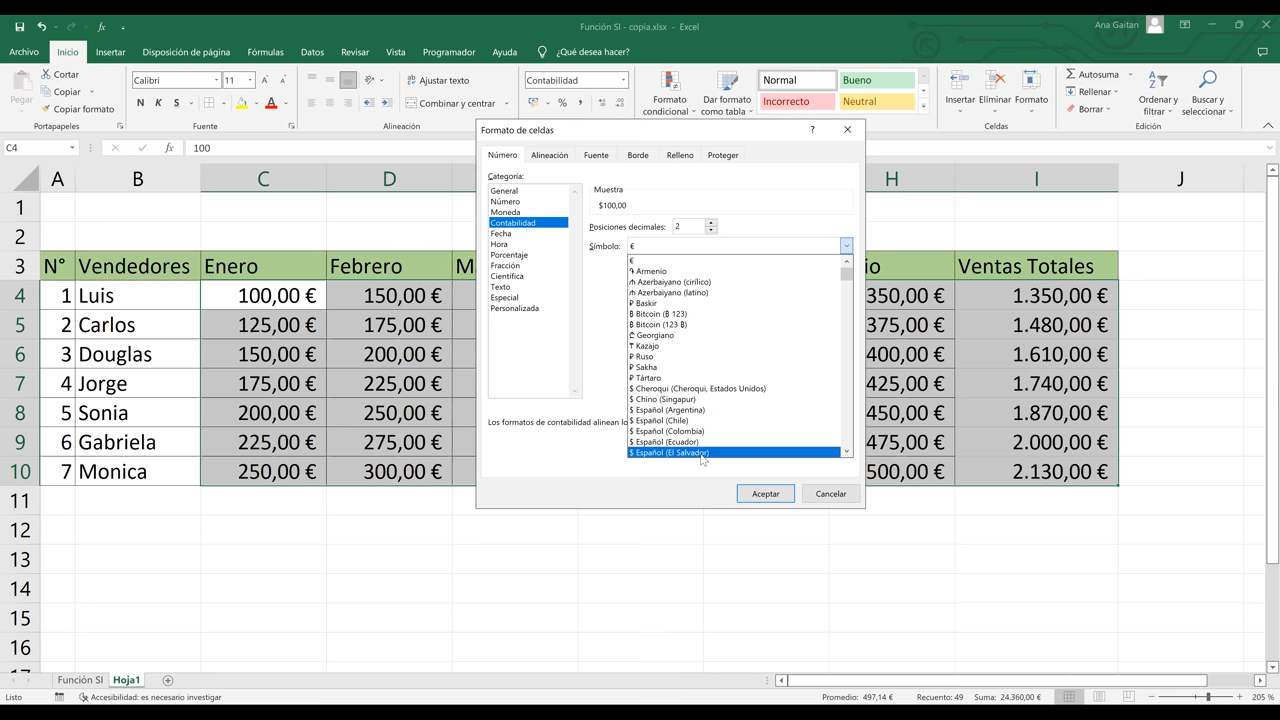 Función SI - copia.xlsx - Excel
Ana Gaitan
Archivo Inicio Insertar Disposición de página Fórmulas Datos Revisar Vista Programador Ayuda ¿Qué desea hacer?
Pegar
Cortar
Copiar
Copiar formato
Portapapeles
Calibri 11
N K S
Fuente
Ajustar texto
Combinar y centrar
Alineación
Contabilidad
Formato condicional
Dar formato como tabla
Normal Bueno
Incorrecto Neutral
Insertar Eliminar Formato
Celdas
Autosuma
Rellenar
Borrar
Ordenar y filtrar
Buscar y seleccionar
Edición
C4 fx 100
Formato de celdas ?
Número Alineación Fuente Borde Relleno Proteger
Categoría:
General
Número
Moneda
Contabilidad
Fecha
Hora
Porcentaje
Fracción
Científica
Texto
Especial
Personalizada
Muestra
$100,00
Posiciones decimales: 2
Símbolo: €
€
֏ Armenio
₼ Azerbaiyano (cirílico)
₼ Azerbaiyano (latino)
₽ Baskir
₿ Bitcoin (₿ 123)
₿ Bitcoin (123 ₿)
₾ Georgiano
₸ Kazajo
₽ Ruso
₽ Sakha
₽ Tártaro
$ Cheroqui (Cheroqui, Estados Unidos)
$ Chino (Singapur)
$ Español (Argentina)
$ Español (Chile)
$ Español (Colombia)
$ Español (Ecuador)
$ Español (El Salvador)
Los formatos de contabilidad alinean lo
Aceptar Cancelar
A B C D H I J
1
2
3 N° Vendedores Enero Febrero M io Ventas Totales
4 1 Luis 100,00 € 150,00 € 350,00 € 1.350,00 €
5 2 Carlos 125,00 € 175,00 € 375,00 € 1.480,00 €
6 3 Douglas 150,00 € 200,00 € 400,00 € 1.610,00 €
7 4 Jorge 175,00 € 225,00 € 425,00 € 1.740,00 €
8 5 Sonia 200,00 € 250,00 € 450,00 € 1.870,00 €
9 6 Gabriela 225,00 € 275,00 € 475,00 € 2.000,00 €
10 7 Monica 250,00 € 300,00 € 500,00 € 2.130,00 €
11
12
13
14
15
16
17
Función SI Hoja1
Listo Accesibilidad: es necesario investigar Promedio: 497,14 € Recuento: 49 Suma: 24.360,00 € 205 %